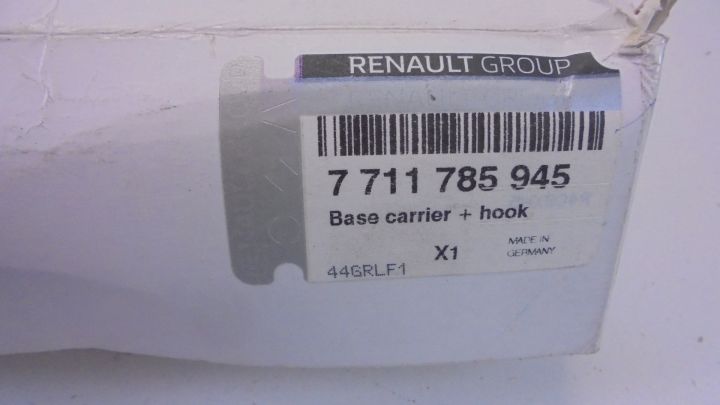 RENAULT GROUP
7 711 785 945
Base carrier + hook
X1
MADE IN
GERMANY
446RLF1